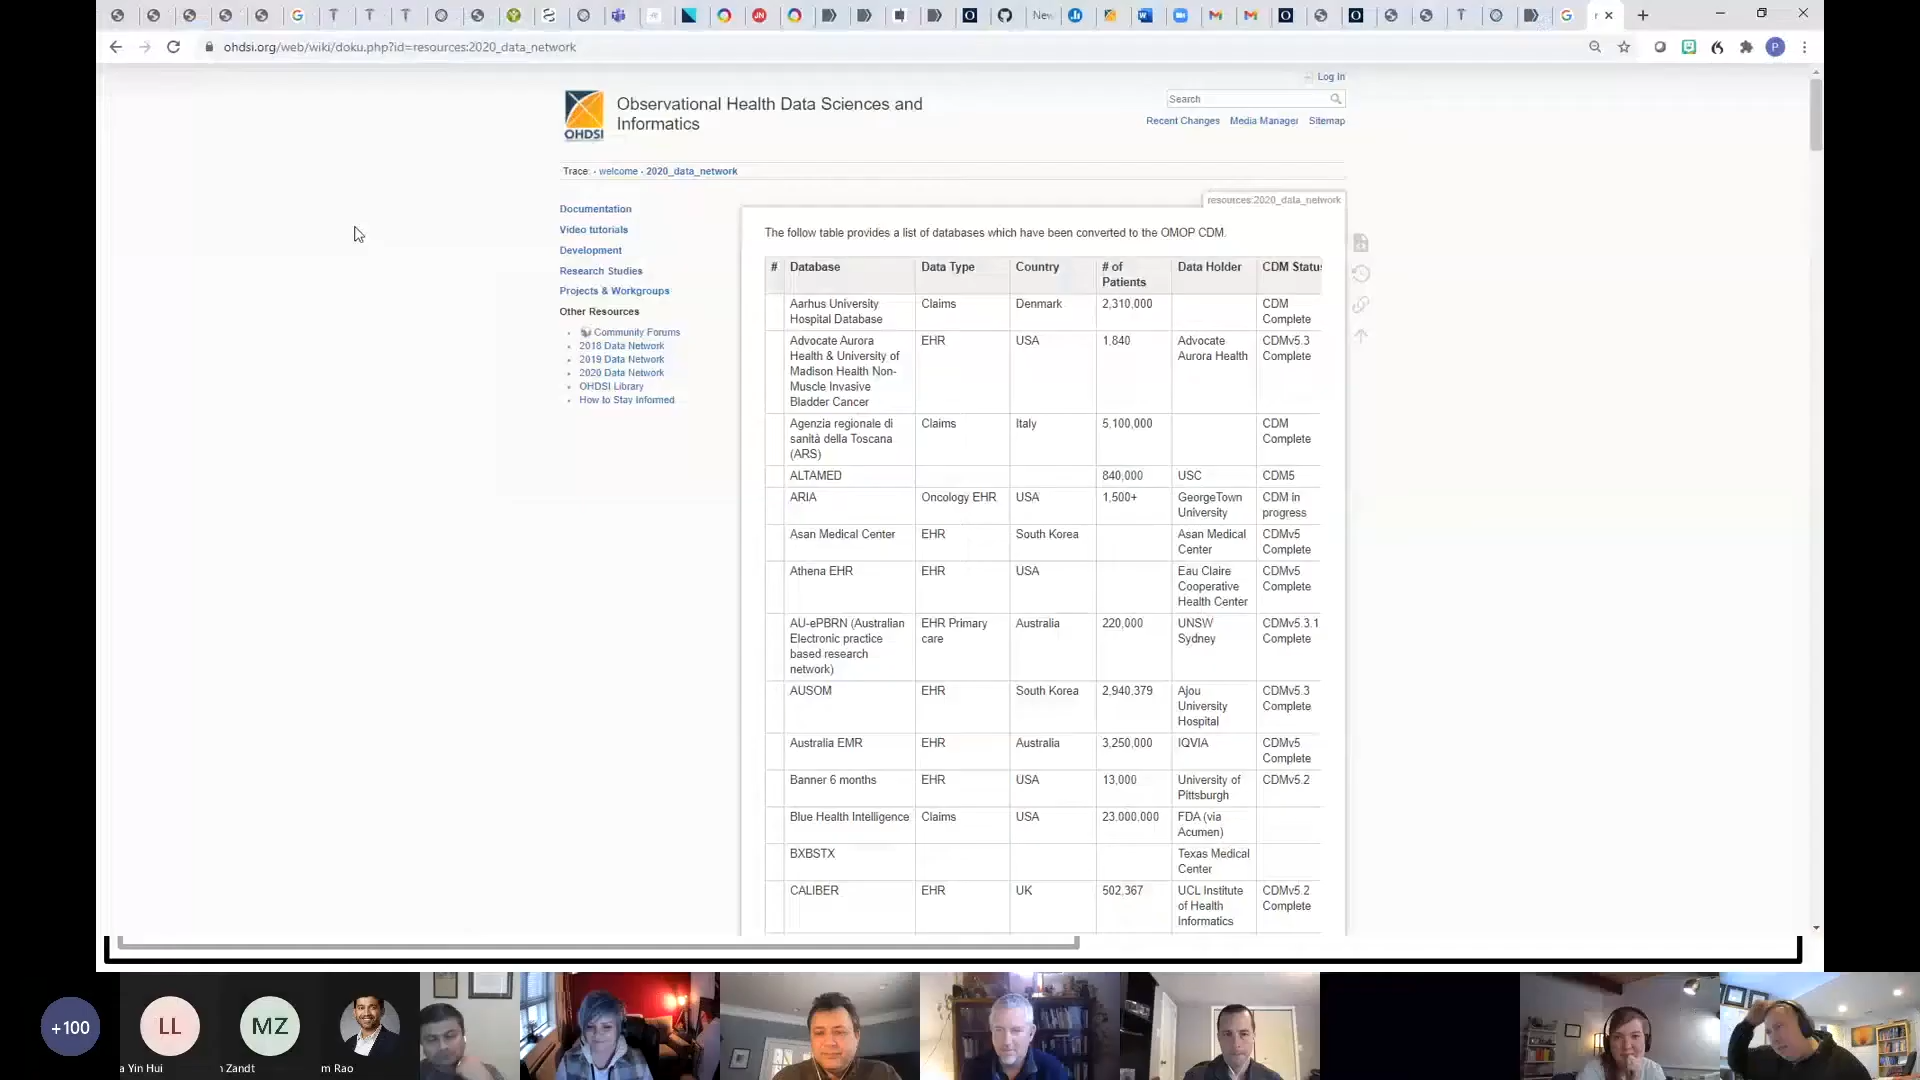 New
ohdsi.org/web/wiki/doku.php?id=resources:2020_data_network
P
Log In
OHDSI
Observational Health Data Sciences and
Informatics
Search
Recent Changes Media Manager Sitemap
Trace: · welcome · 2020_data_network
resources:2020_data_network
Documentation
Video tutorials
Development
Research Studies
Projects & Workgroups
Other Resources
Community Forums
2018 Data Network
2019 Data Network
2020 Data Network
OHDSI Library
How to Stay Informed
The follow table provides a list of databases which have been converted to the OMOP CDM.
# Database Data Type Country # of Data Holder CDM Status
Patients
Aarhus University Claims Denmark 2,310,000 CDM
Hospital Database Complete
Advocate Aurora EHR USA 1,840 Advocate CDMv5.3
Health & University of Aurora Health Complete
Madison Health Non-
Muscle Invasive
Bladder Cancer
Agenzia regionale di Claims Italy 5,100,000 CDM
sanità della Toscana Complete
(ARS)
ALTAMED 840,000 USC CDM5
ARIA Oncology EHR USA 1,500+ GeorgeTown CDM in
University progress
Asan Medical Center EHR South Korea Asan Medical CDMv5
Center Complete
Athena EHR EHR USA Eau Claire CDMv5
Cooperative Complete
Health Center
AU-ePBRN (Australian EHR Primary Australia 220,000 UNSW CDMv5.3.1
Electronic practice care Sydney Complete
based research
network)
AUSOM EHR South Korea 2,940,379 Ajou CDMv5.3
University Complete
Hospital
Australia EMR EHR Australia 3,250,000 IQVIA CDMv5
Complete
Banner 6 months EHR USA 13,000 University of CDMv5.2
Pittsburgh
Blue Health Intelligence Claims USA 23,000,000 FDA (via
Acumen)
BXBSTX Texas Medical
Center
CALIBER EHR UK 502,367 UCL Institute CDMv5.2
of Health Complete
Informatics
+100 LL MZ
a Yin Hui Zandt m Rao